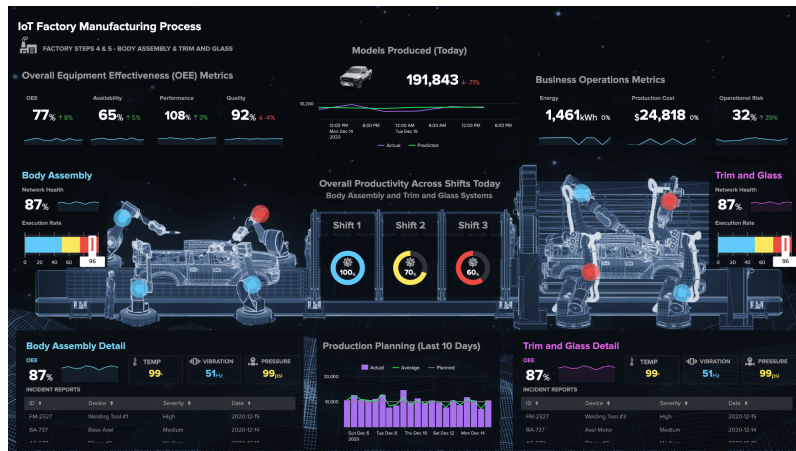 IoT Factory Manufacturing Process
FACTORY STEPS 4 & 5 - BODY ASSEMBLY & TRIM AND GLASS
Overall Equipment Effectiveness (OEE) Metrics
OEE
77% ↑ 8%
Availability
65% ↑ 5%
Performance
108% ↑ 3%
Quality
92% ↓ -4%
Models Produced (Today)
191,843 ↓ -71%
10,200
12:00 PM 6:00 PM 12:00 AM 6:00 AM 12:00 PM 6:00 PM
Mon Dec 14 Tue Dec 15
2020
Actual Predicted
Business Operations Metrics
Energy
1,461kWh 0%
Production Cost
$24,818 0%
Operational Risk
32% ↑ 39%
Body Assembly
Network Health
87%
Execution Rate
0 20 40 60 80
96
Overall Productivity Across Shifts Today
Body Assembly and Trim and Glass Systems
Shift 1
100%
Shift 2
70%
Shift 3
60%
Trim and Glass
Network Health
87%
Execution Rate
0 20 40 60 80
96
Body Assembly Detail
OEE
87%
TEMP
99°
VIBRATION
51Hz
PRESSURE
99psi
INCIDENT REPORTS
ID Device Severity Date
FM-2327 Welding Tool #1 High 2020-12-15
BA-737 Base Axel Medium 2020-12-14
Production Planning (Last 10 Days)
Actual Average Planned
20,000
10,000
Sun Dec 6 Tue Dec 8 Thu Dec 10 Sat Dec 12 Mon Dec 14
2020
Trim and Glass Detail
OEE
87%
TEMP
99°
VIBRATION
51Hz
PRESSURE
99psi
INCIDENT REPORTS
ID Device Severity Date
FM-2327 Welding Tool #3 High 2020-12-15
BA-737 Axel Motor Medium 2020-12-14